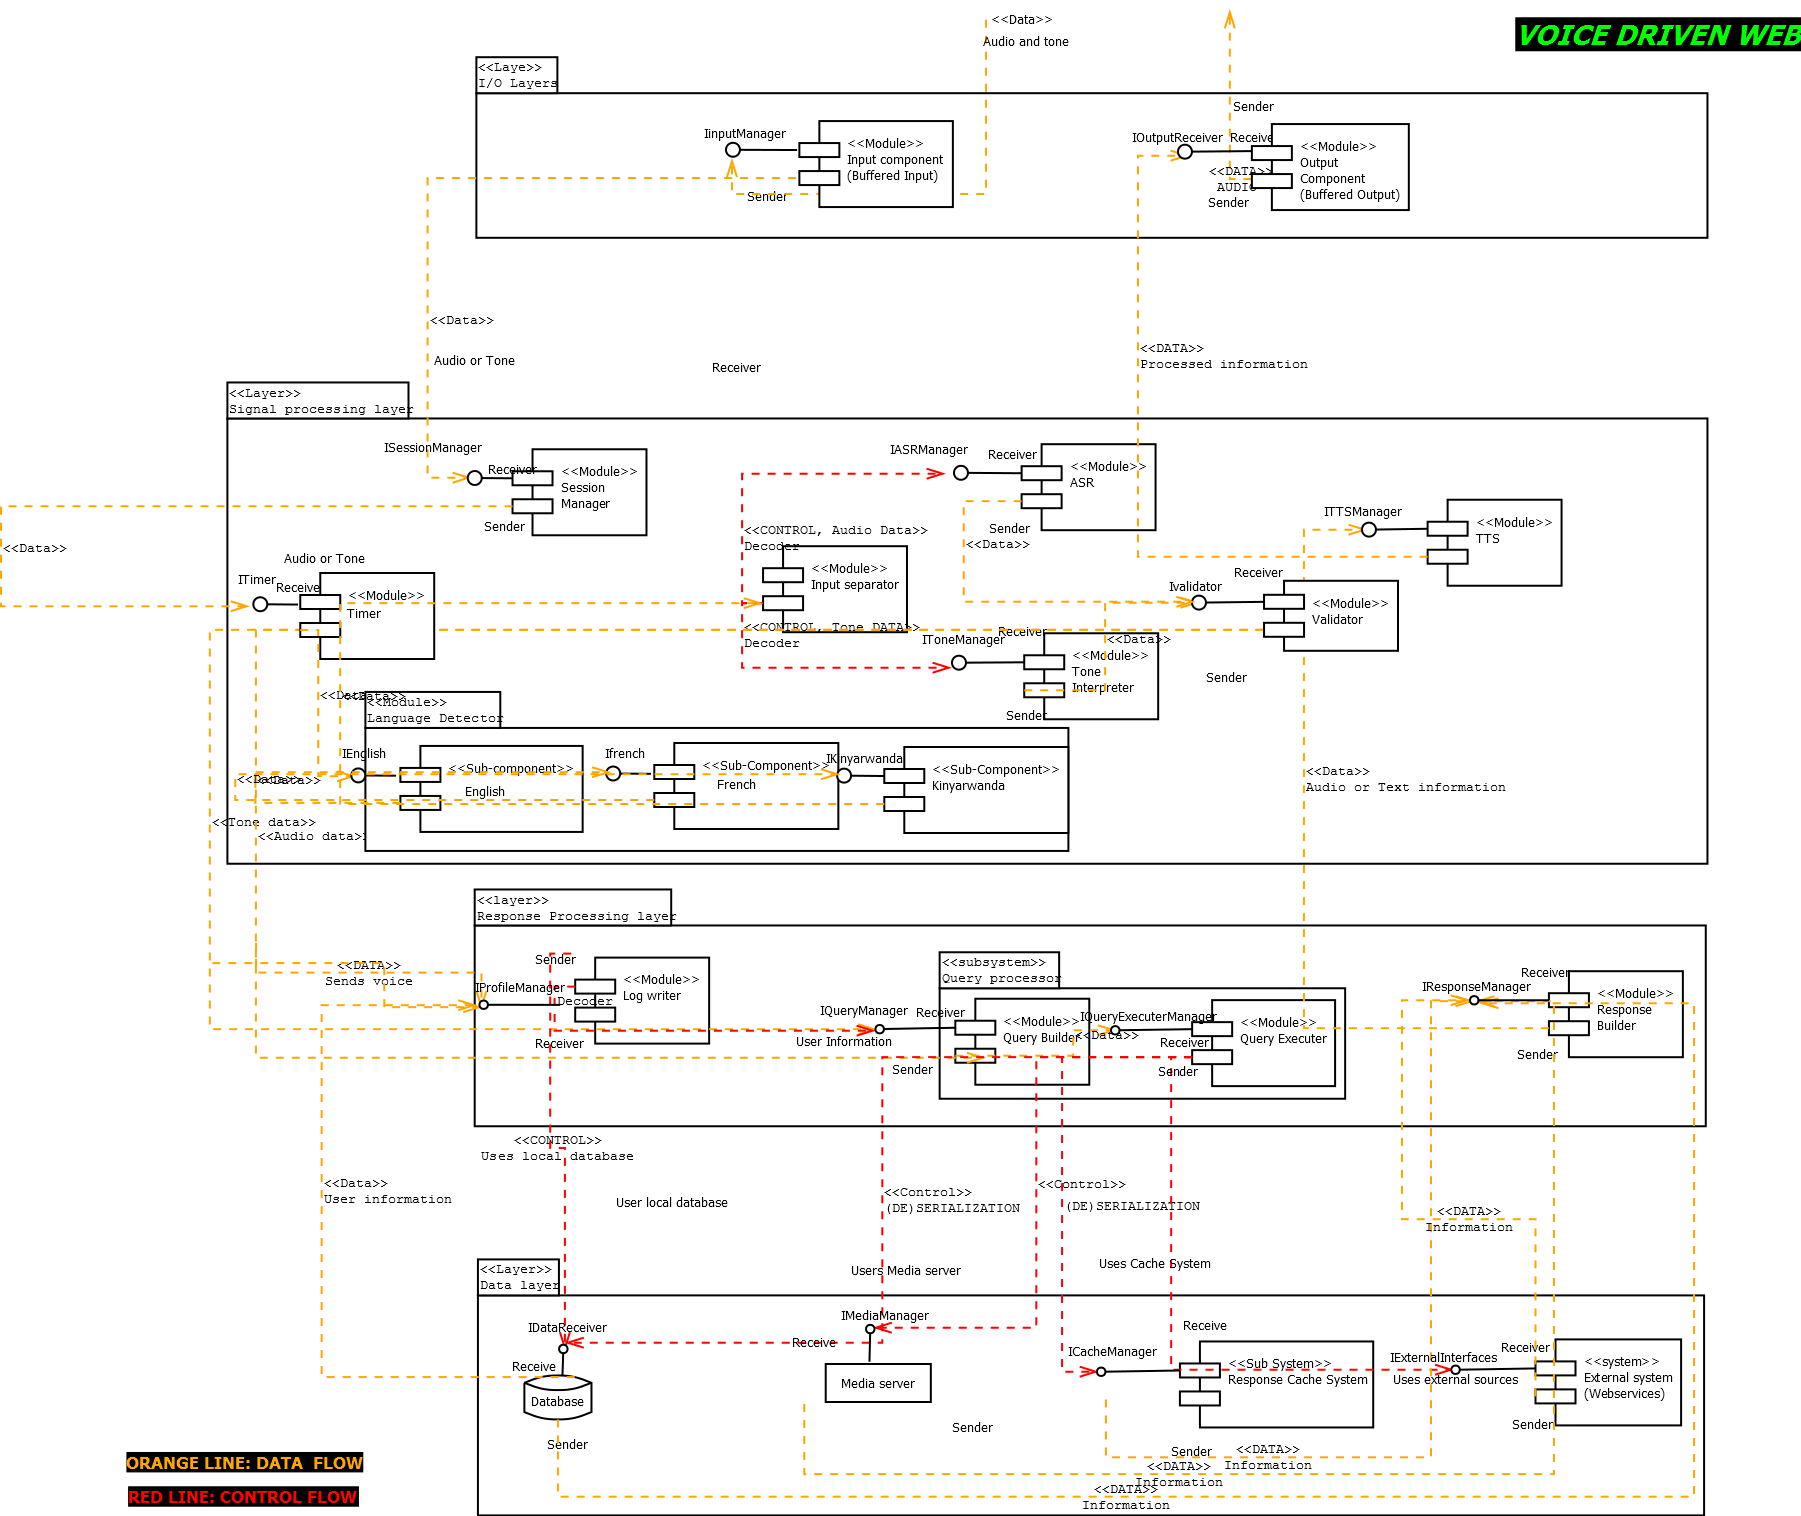 <<Data>>
Audio and tone
VOICE DRIVEN WEB
<<Laye>>
I/O Layers
Sender
IinputManager
<<Module>>
Input component
(Buffered Input)
Sender
IOutputReceiver
Receive
<<Module>>
Output
Component
(Buffered Output)
<<DATA>>
AUDIO
Sender
<<Data>>
Audio or Tone
Receiver
<<DATA>>
Processed information
<<Layer>>
Signal processing layer
ISessionManager
Receiver
<<Module>>
Session
Manager
Sender
IASRManager
Receiver
<<Module>>
ASR
Sender
<<Data>>
ITTSManager
<<Module>>
TTS
<<Data>>
Audio or Tone
<<CONTROL, Audio Data>>
Decoder
<<Module>>
Input separator
<<CONTROL, Tone DATA>>
Decoder
ITimer
Receive
<<Module>>
Timer
Ivalidator
Receiver
<<Module>>
Validator
Sender
IToneManager
Receiver
<<Data>>
<<Module>>
Tone
Interpreter
Sender
<<Data>>
<<Data>>
<<Module>>
Language Detector
IEnglish
<<Sub-component>>
English
Ifrench
<<Sub-Component>>
French
IKinyarwanda
<<Sub-Component>>
Kinyarwanda
<<Data>>
<<Data>>
<<Tone data>>
<<Audio data>>
<<Data>>
Audio or Text information
<<layer>>
Response Processing layer
<<DATA>>
Sends voice
Sender
IProfileManager
Decoder
<<Module>>
Log writer
Receiver
<<subsystem>>
Query processor
IQueryManager
Receiver
User Information
<<Module>>
Query Builder
Sender
IQueryExecuterManager
<<Data>>
Receiver
<<Module>>
Query Executer
Sender
IResponseManager
Receiver
<<Module>>
Response
Builder
Sender
<<CONTROL>>
Uses local database
<<Data>>
User information
User local database
<<Control>>
(DE)SERIALIZATION
<<Control>>
(DE)SERIALIZATION
<<DATA>>
Information
Users Media server
Uses Cache System
<<Layer>>
Data layer
IDataReceiver
Receive
Database
Sender
IMediaManager
Receive
Media server
Sender
Receive
ICacheManager
<<Sub System>>
Response Cache System
Sender
IExternalInterfaces
Uses external sources
Receiver
<<system>>
External system
(Webservices)
Sender
<<DATA>>
Information
<<DATA>>
Information
<<DATA>>
Information
ORANGE LINE: DATA  FLOW
RED LINE: CONTROL FLOW